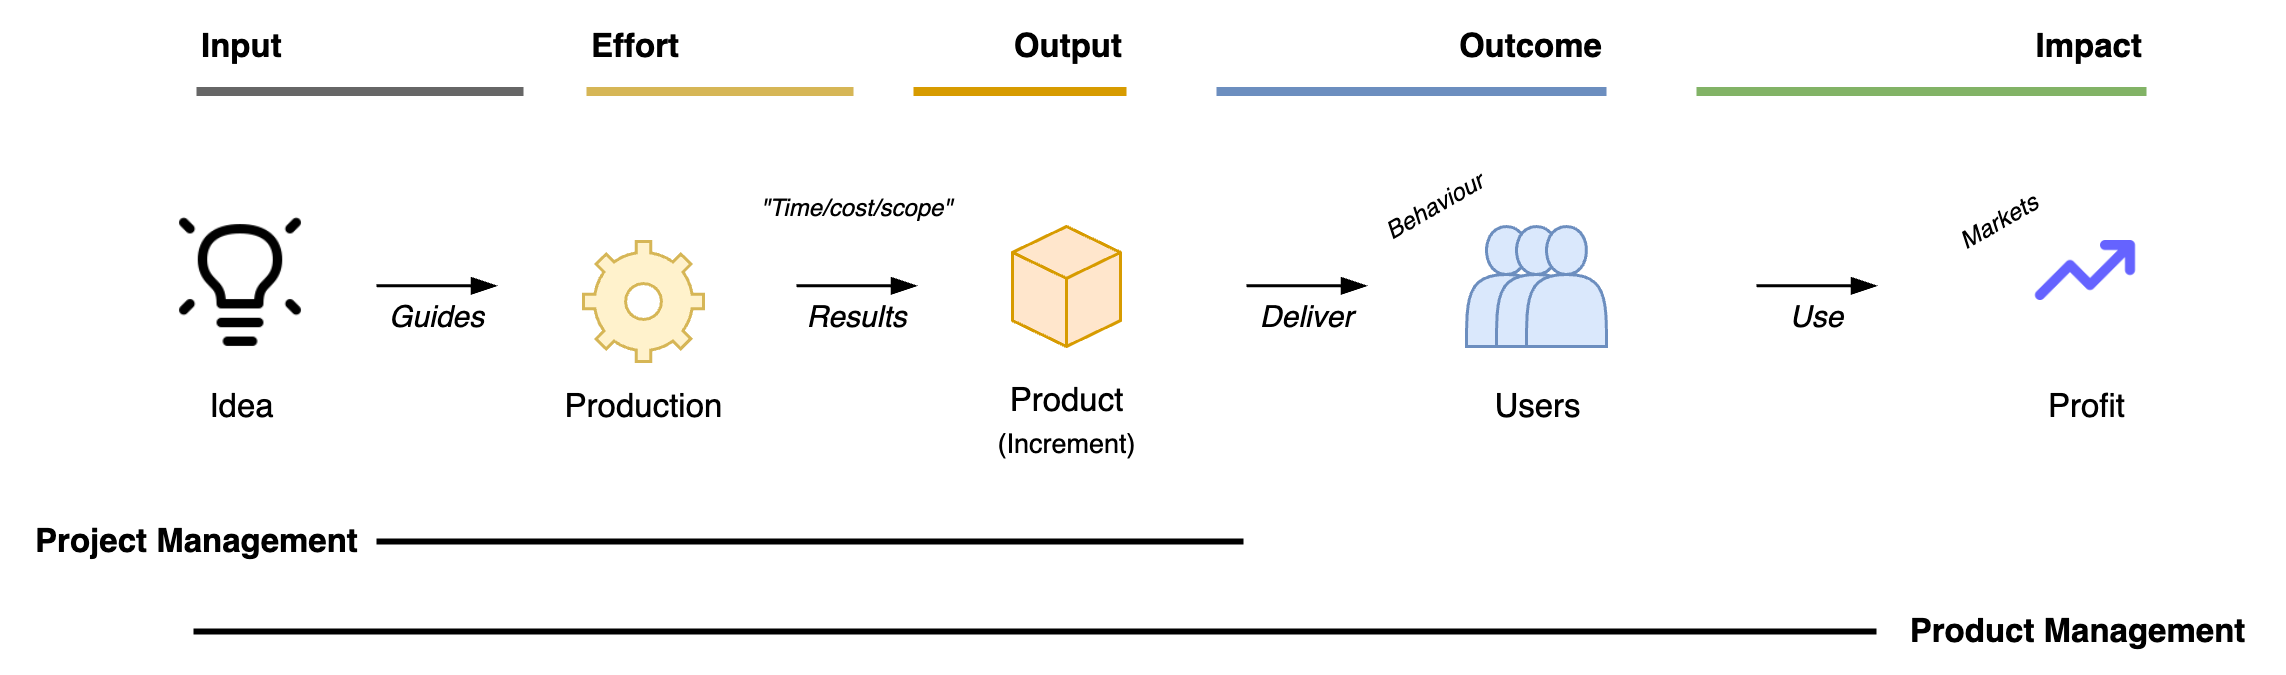 Input
Effort
Output
Outcome
Impact
"Time/cost/scope"
Behaviour
Markets
Guides
Results
Deliver
Use
Idea
Production
Product
(Increment)
Users
Profit
Project Management
Product Management